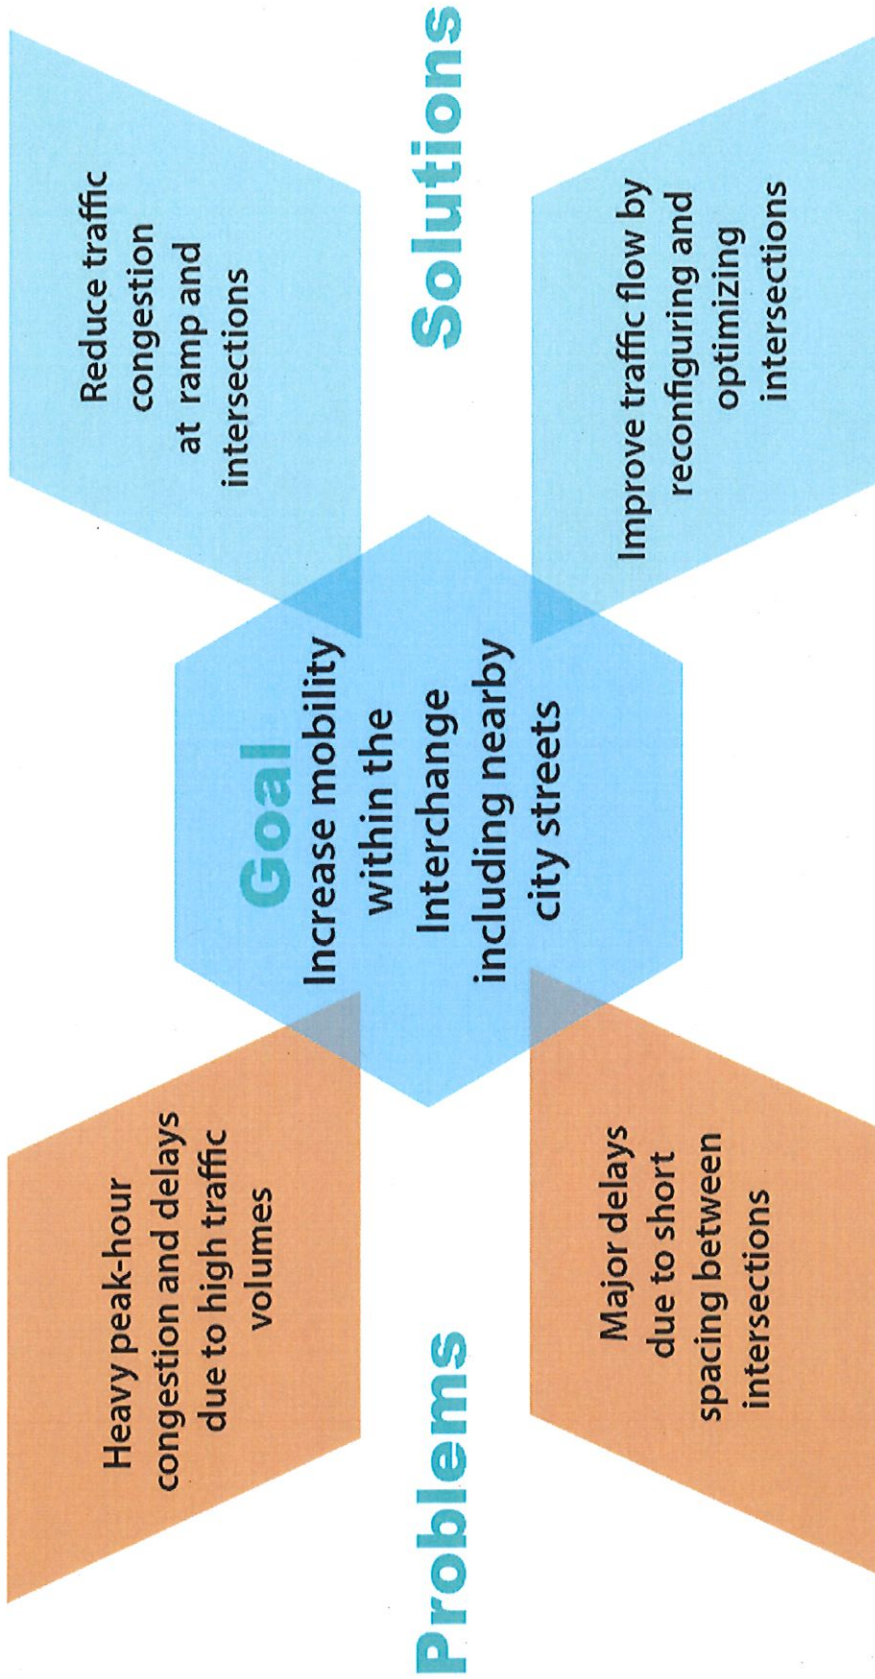 Problems
Heavy peak-hour
congestion and delays
due to high traffic
volumes
Major delays
due to short
spacing between
intersections
Goal
Increase mobility
within the
Interchange
including nearby
city streets
Solutions
Reduce traffic
congestion
at ramp and
intersections
Improve traffic flow by
reconfiguring and
optimizing
intersections